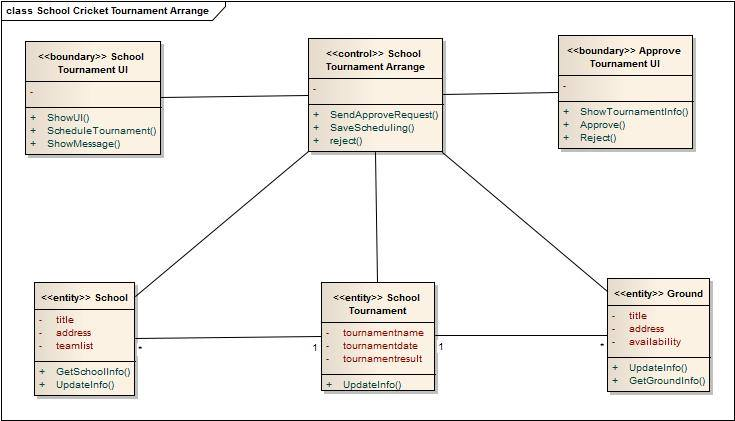 class School Cricket Tournament Arrange
<<boundary>> School
Tournament UI
-
+ ShowUI()
+ ScheduleTournament()
+ ShowMessage()
<<control>> School
Tournament Arrange
-
+ SendApproveRequest()
+ SaveScheduling()
+ reject()
<<boundary>> Approve
Tournament UI
-
+ ShowTournamentInfo()
+ Approve()
+ Reject()
<<entity>> School
- title
- address
- teamlist
+ GetSchoolInfo()
+ UpdateInfo()
* 1
<<entity>> School
Tournament
- tournamentname
- tournamentdate
- tournamentresult
+ UpdateInfo()
1 *
<<entity>> Ground
- title
- address
- availability
+ UpdateInfo()
+ GetGroundInfo()